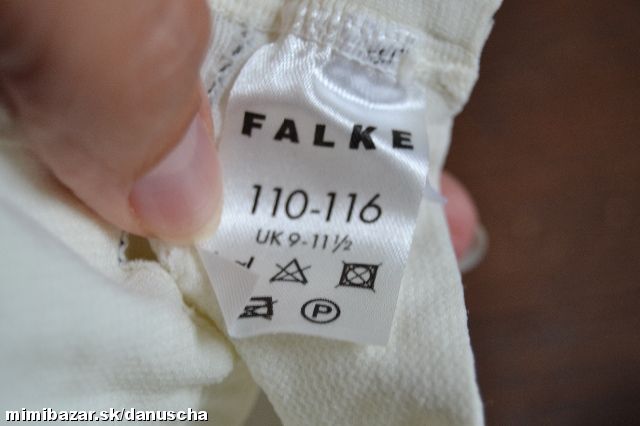 FALKE
110-116
UK 9-11½
P
mimibazar.sk/danuscha